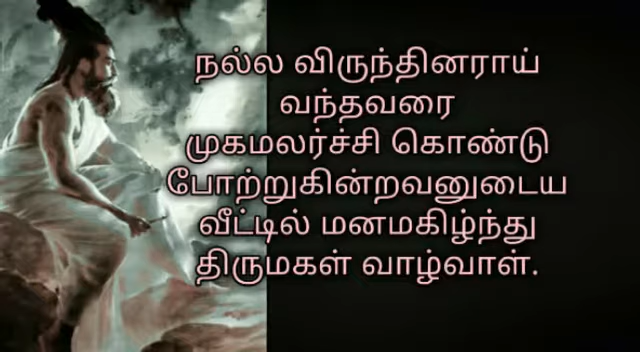 நல்ல விருந்தினராய்
வந்தவரை
முகமலர்ச்சி கொண்டு
போற்றுகின்றவனுடைய
வீட்டில் மனமகிழ்ந்து
திருமகள் வாழ்வாள்.